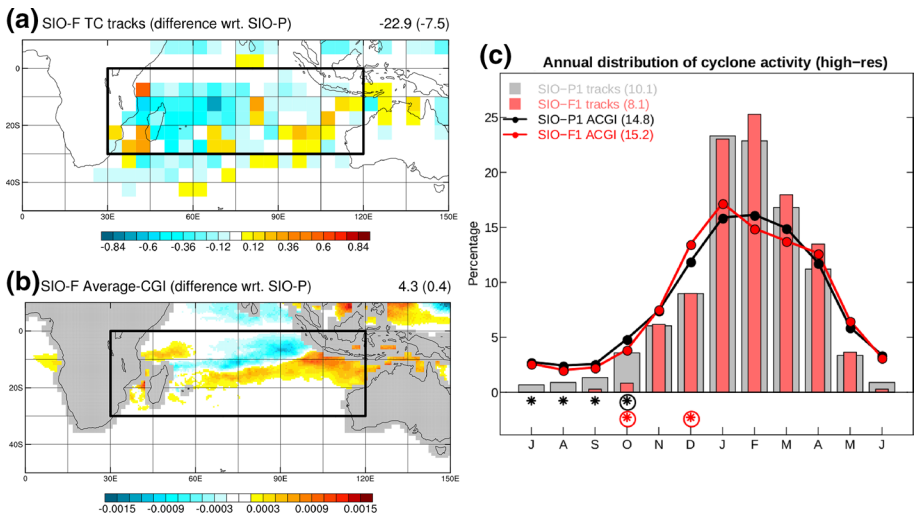 (a) SIO-F TC tracks (difference wrt. SIO-P) -22.9 (-7.5)
0
20S
40S
0 30E 60E 90E 120E 150E
-0.84 -0.6 -0.36 -0.12 0.12 0.36 0.6 0.84
(b) SIO-F Average-CGI (difference wrt. SIO-P) 4.3 (0.4)
0
20S
40S
0 30E 60E 90E 120E 150E
-0.0015 -0.0009 -0.0003 0.0003 0.0009 0.0015
(c)
Annual distribution of cyclone activity (high−res)
SIO−P1 tracks (10.1)
SIO−F1 tracks (8.1)
SIO−P1 ACGI (14.8)
SIO−F1 ACGI (15.2)
Percentage
25
20
15
10
5
0
* * * *
* *
J A S O N D J F M A M J